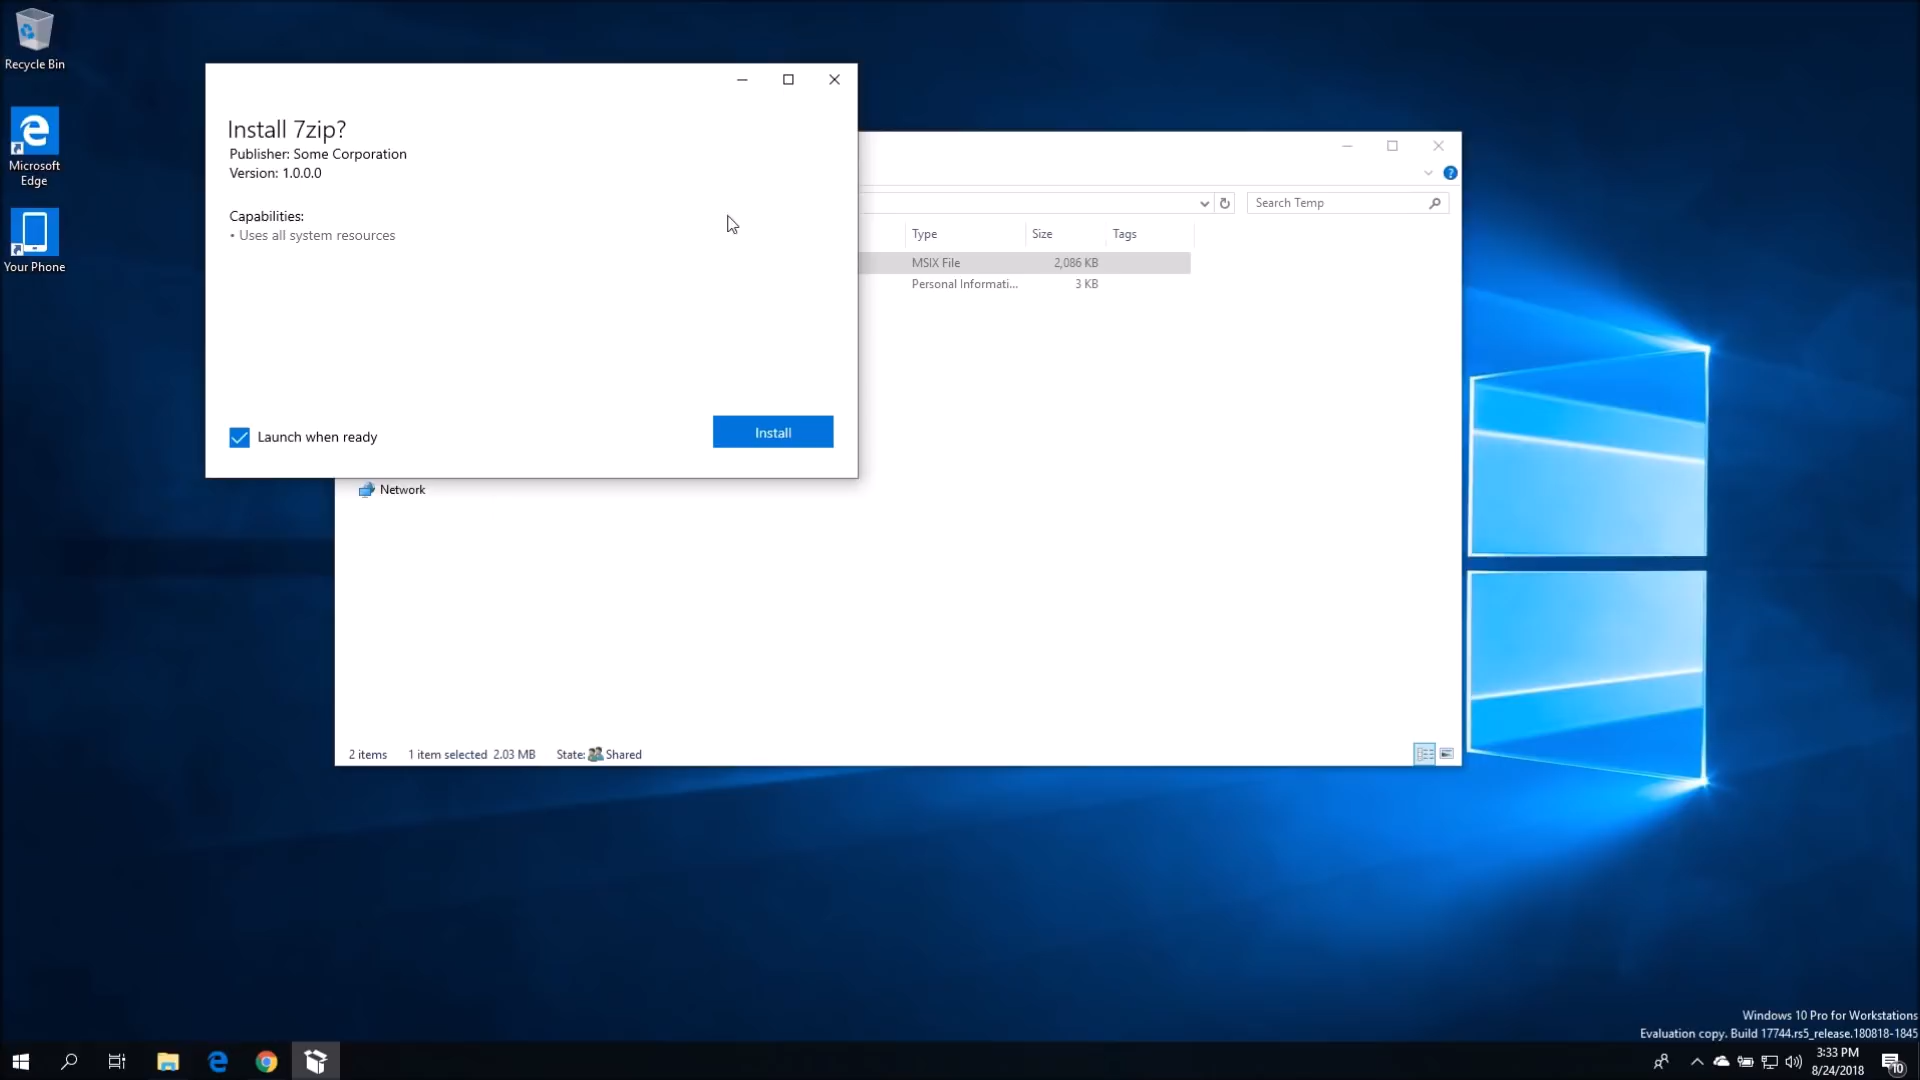 Recycle Bin
Microsoft
Edge
Your Phone
Install 7zip?
Publisher: Some Corporation
Version: 1.0.0.0
Capabilities:
• Uses all system resources
Launch when ready
Install
Search Temp
Type Size Tags
MSIX File 2,086 KB
Personal Informati... 3 KB
Network
2 items 1 item selected 2.03 MB State: Shared
Windows 10 Pro for Workstations
Evaluation copy. Build 17744.rs5_release.180818-1845
3:33 PM
8/24/2018
10